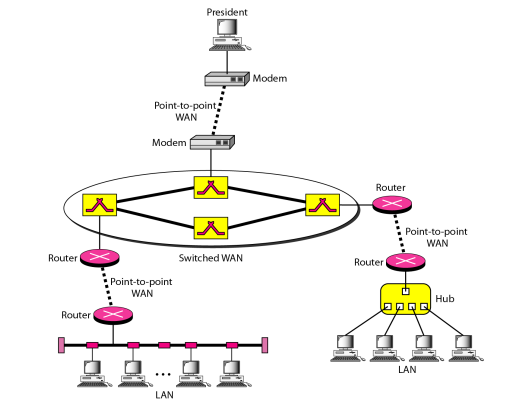 President
Modem
Point-to-point
WAN
Modem
Router
Point-to-point
WAN
Switched WAN
Router
Router
Point-to-point
WAN
Hub
Router
LAN
LAN